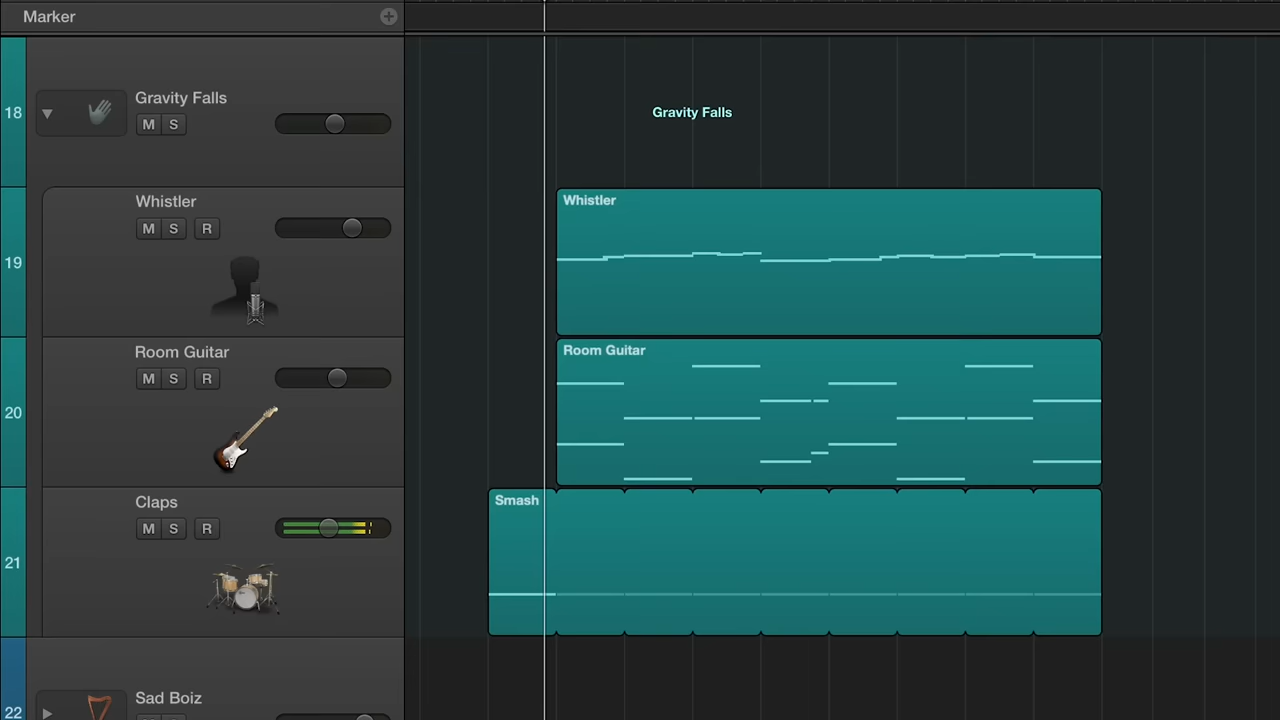 Marker
18
Gravity Falls
M S
Gravity Falls
19
Whistler
M S R
Whistler
20
Room Guitar
M S R
Room Guitar
21
Claps
M S R
Smash
22
Sad Boiz